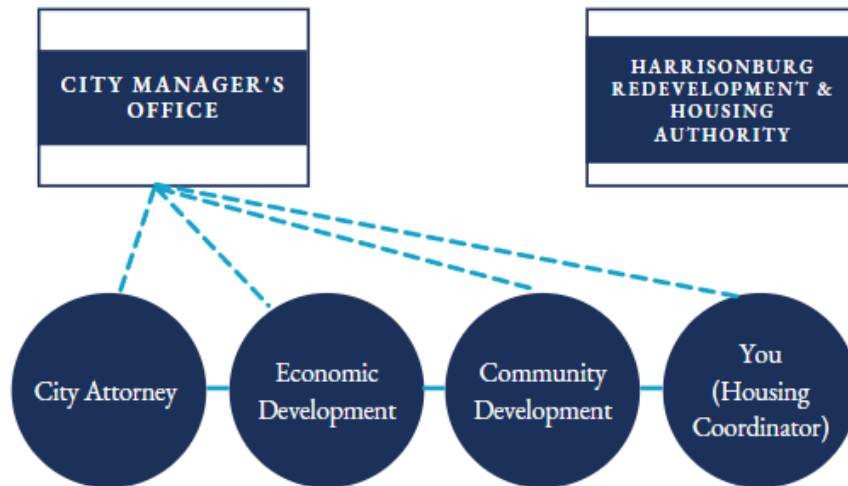 CITY MANAGER'S
OFFICE
HARRISONBURG
REDEVELOPMENT &
HOUSING
AUTHORITY
City Attorney
Economic
Development
Community
Development
You
(Housing
Coordinator)